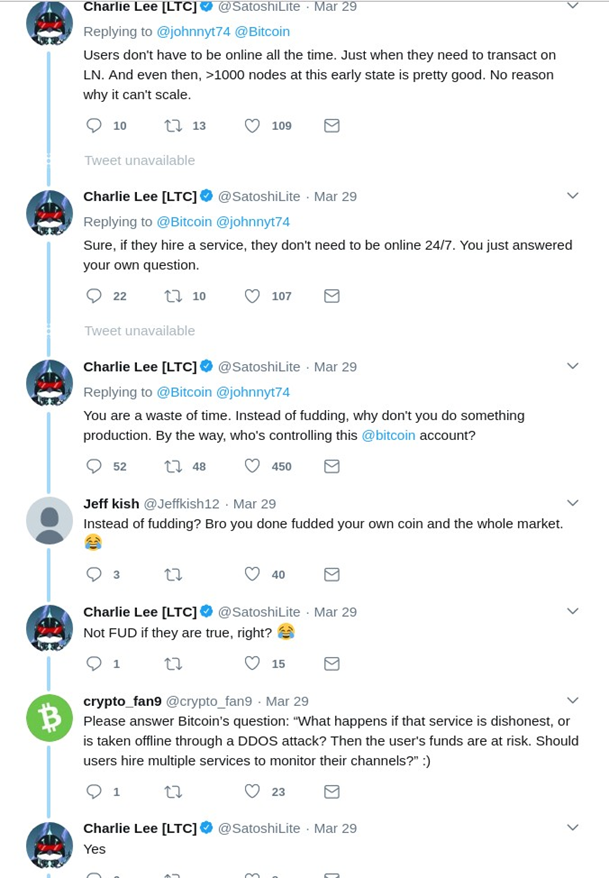 Charlie Lee [LTC] @SatoshiLite · Mar 29
Replying to @johnnyt74 @Bitcoin
Users don't have to be online all the time. Just when they need to transact on
LN. And even then, >1000 nodes at this early state is pretty good. No reason
why it can't scale.
10 13 109
Tweet unavailable
Charlie Lee [LTC] @SatoshiLite · Mar 29
Replying to @Bitcoin @johnnyt74
Sure, if they hire a service, they don't need to be online 24/7. You just answered
your own question.
22 10 107
Tweet unavailable
Charlie Lee [LTC] @SatoshiLite · Mar 29
Replying to @Bitcoin @johnnyt74
You are a waste of time. Instead of fudding, why don't you do something
production. By the way, who's controlling this @bitcoin account?
52 48 450
Jeff kish @Jeffkish12 · Mar 29
Instead of fudding? Bro you done fudded your own coin and the whole market.
😂
3 40
Charlie Lee [LTC] @SatoshiLite · Mar 29
Not FUD if they are true, right? 😂
1 15
crypto_fan9 @crypto_fan9 · Mar 29
Please answer Bitcoin's question: “What happens if that service is dishonest, or
is taken offline through a DDOS attack? Then the user's funds are at risk. Should
users hire multiple services to monitor their channels?” :)
1 23
Charlie Lee [LTC] @SatoshiLite · Mar 29
Yes